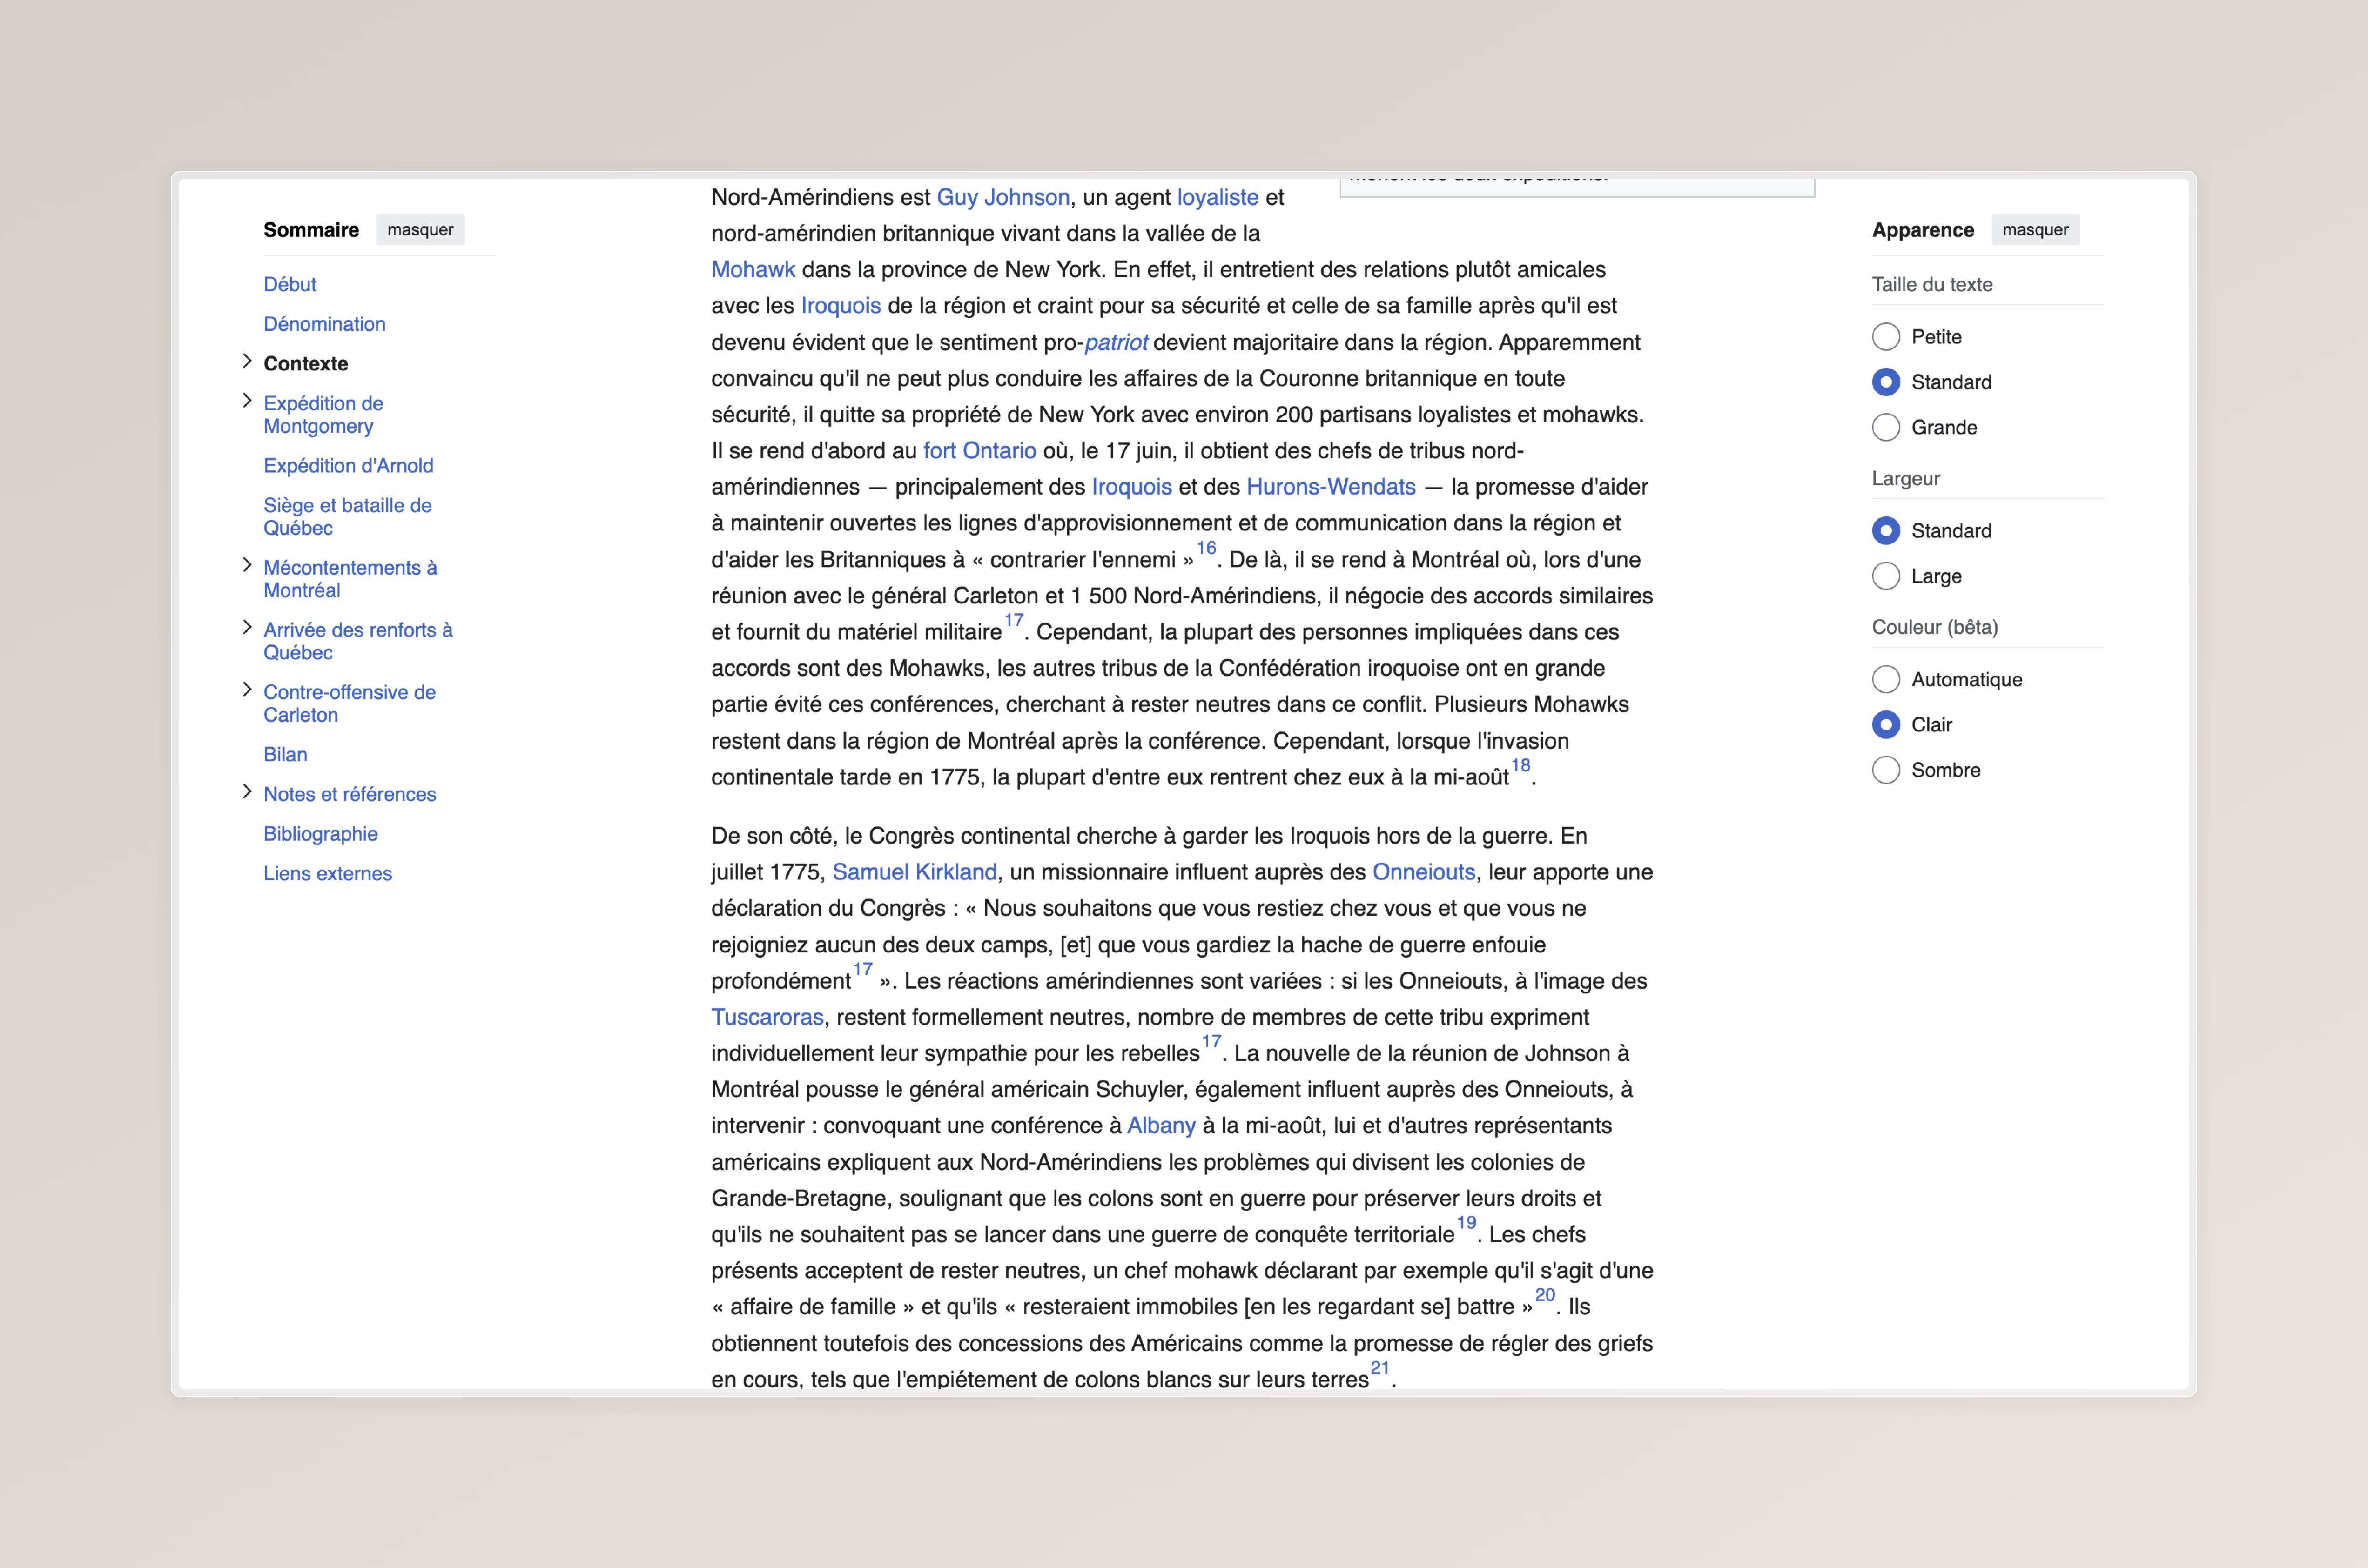 Sommaire masquer
Début
Dénomination
Contexte
Expédition de
Montgomery
Expédition d'Arnold
Siège et bataille de
Québec
Mécontentements à
Montréal
Arrivée des renforts à
Québec
Contre-offensive de
Carleton
Bilan
Notes et références
Bibliographie
Liens externes
Nord-Amérindiens est Guy Johnson, un agent loyaliste et
nord-amérindien britannique vivant dans la vallée de la
Mohawk dans la province de New York. En effet, il entretient des relations plutôt amicales
avec les Iroquois de la région et craint pour sa sécurité et celle de sa famille après qu'il est
devenu évident que le sentiment pro-patriot devient majoritaire dans la région. Apparemment
convaincu qu'il ne peut plus conduire les affaires de la Couronne britannique en toute
sécurité, il quitte sa propriété de New York avec environ 200 partisans loyalistes et mohawks.
Il se rend d'abord au fort Ontario où, le 17 juin, il obtient des chefs de tribus nord-
amérindiennes — principalement des Iroquois et des Hurons-Wendats — la promesse d'aider
à maintenir ouvertes les lignes d'approvisionnement et de communication dans la région et
d'aider les Britanniques à « contrarier l'ennemi »16. De là, il se rend à Montréal où, lors d'une
réunion avec le général Carleton et 1 500 Nord-Amérindiens, il négocie des accords similaires
et fournit du matériel militaire17. Cependant, la plupart des personnes impliquées dans ces
accords sont des Mohawks, les autres tribus de la Confédération iroquoise ont en grande
partie évité ces conférences, cherchant à rester neutres dans ce conflit. Plusieurs Mohawks
restent dans la région de Montréal après la conférence. Cependant, lorsque l'invasion
continentale tarde en 1775, la plupart d'entre eux rentrent chez eux à la mi-août18.
De son côté, le Congrès continental cherche à garder les Iroquois hors de la guerre. En
juillet 1775, Samuel Kirkland, un missionnaire influent auprès des Onneiouts, leur apporte une
déclaration du Congrès : « Nous souhaitons que vous restiez chez vous et que vous ne
rejoigniez aucun des deux camps, [et] que vous gardiez la hache de guerre enfouie
profondément17 ». Les réactions amérindiennes sont variées : si les Onneiouts, à l'image des
Tuscaroras, restent formellement neutres, nombre de membres de cette tribu expriment
individuellement leur sympathie pour les rebelles17. La nouvelle de la réunion de Johnson à
Montréal pousse le général américain Schuyler, également influent auprès des Onneiouts, à
intervenir : convoquant une conférence à Albany à la mi-août, lui et d'autres représentants
américains expliquent aux Nord-Amérindiens les problèmes qui divisent les colonies de
Grande-Bretagne, soulignant que les colons sont en guerre pour préserver leurs droits et
qu'ils ne souhaitent pas se lancer dans une guerre de conquête territoriale19. Les chefs
présents acceptent de rester neutres, un chef mohawk déclarant par exemple qu'il s'agit d'une
« affaire de famille » et qu'ils « resteraient immobiles [en les regardant se] battre »20. Ils
obtiennent toutefois des concessions des Américains comme la promesse de régler des griefs
en cours, tels que l'empiétement de colons blancs sur leurs terres21.
Apparence masquer
Taille du texte
Petite
Standard
Grande
Largeur
Standard
Large
Couleur (bêta)
Automatique
Clair
Sombre